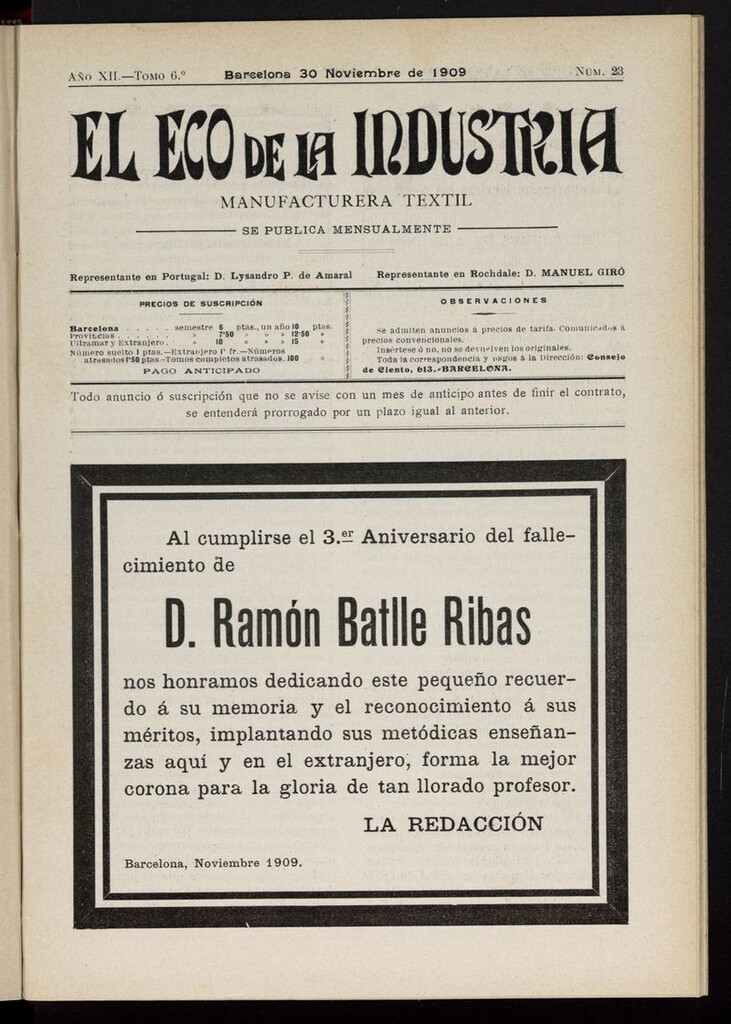 AÑO XII.—TOMO 6.º Barcelona 30 Noviembre de 1909 NÚM. 23
EL ECO DE LA INDUSTRIA
MANUFACTURERA TEXTIL
SE PUBLICA MENSUALMENTE
Representante en Portugal: D. Lysandro P. de Amaral
Representante en Rochdale: D. MANUEL GIRÓ
PRECIOS DE SUSCRIPCIÓN
Barcelona . . . . . semestre 6 ptas., un año 10 ptas.
Provincias . . . . . » 7'50 » » » 12'50 »
Ultramar y Extranjero . » 10 » » » 15 »
Número suelto 1 ptas.—Extranjero 1' fr.—Números
atrasados 1'50 ptas.-Tomos completos atrasados. 100 »
PAGO ANTICIPADO
OBSERVACIONES
Se admiten anuncios á precios de tarifa. Comunicados á
precios convencionales.
Insértese ó no, no se devuelven los originales.
Toda la correspondencia y pagos á la Dirección: Consejo
de Ciento, 613.-BARCELONA.
Todo anuncio ó suscripción que no se avise con un mes de anticipo antes de finir el contrato,
se entenderá prorrogado por un plazo igual al anterior.
Al cumplirse el 3.er Aniversario del falle-
cimiento de
D. Ramón Batlle Ribas
nos honramos dedicando este pequeño recuer-
do á su memoria y el reconocimiento á sus
méritos, implantando sus metódicas enseñan-
zas aquí y en el extranjero, forma la mejor
corona para la gloria de tan llorado profesor.
LA REDACCIÓN
Barcelona, Noviembre 1909.